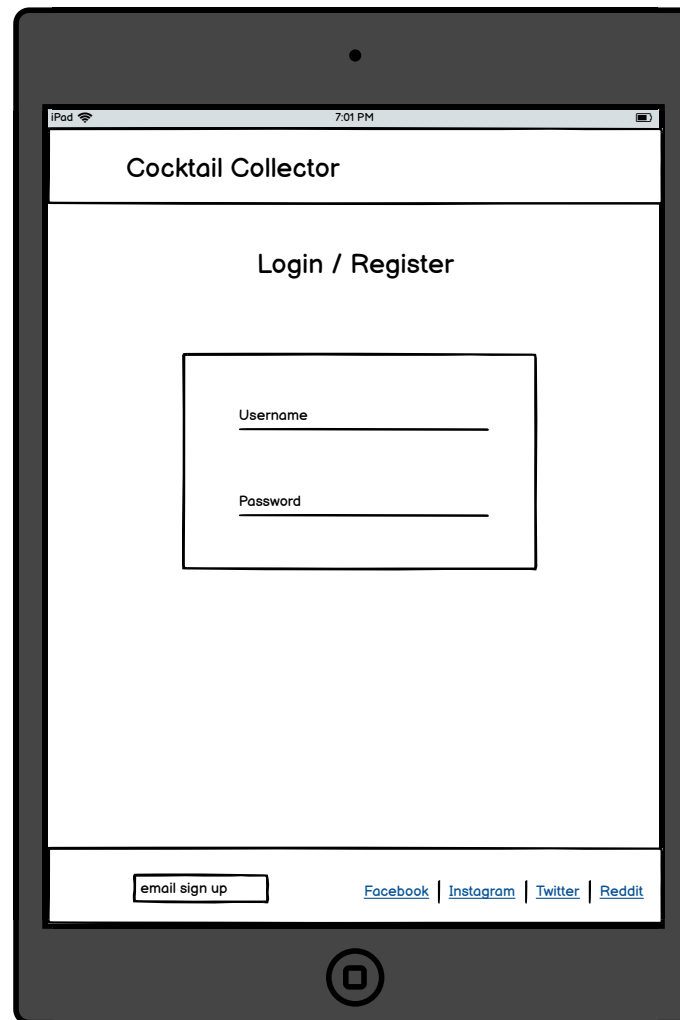 iPad 7:01 PM
Cocktail Collector
Login / Register
Username
Password
email sign up Facebook Instagram Twitter Reddit